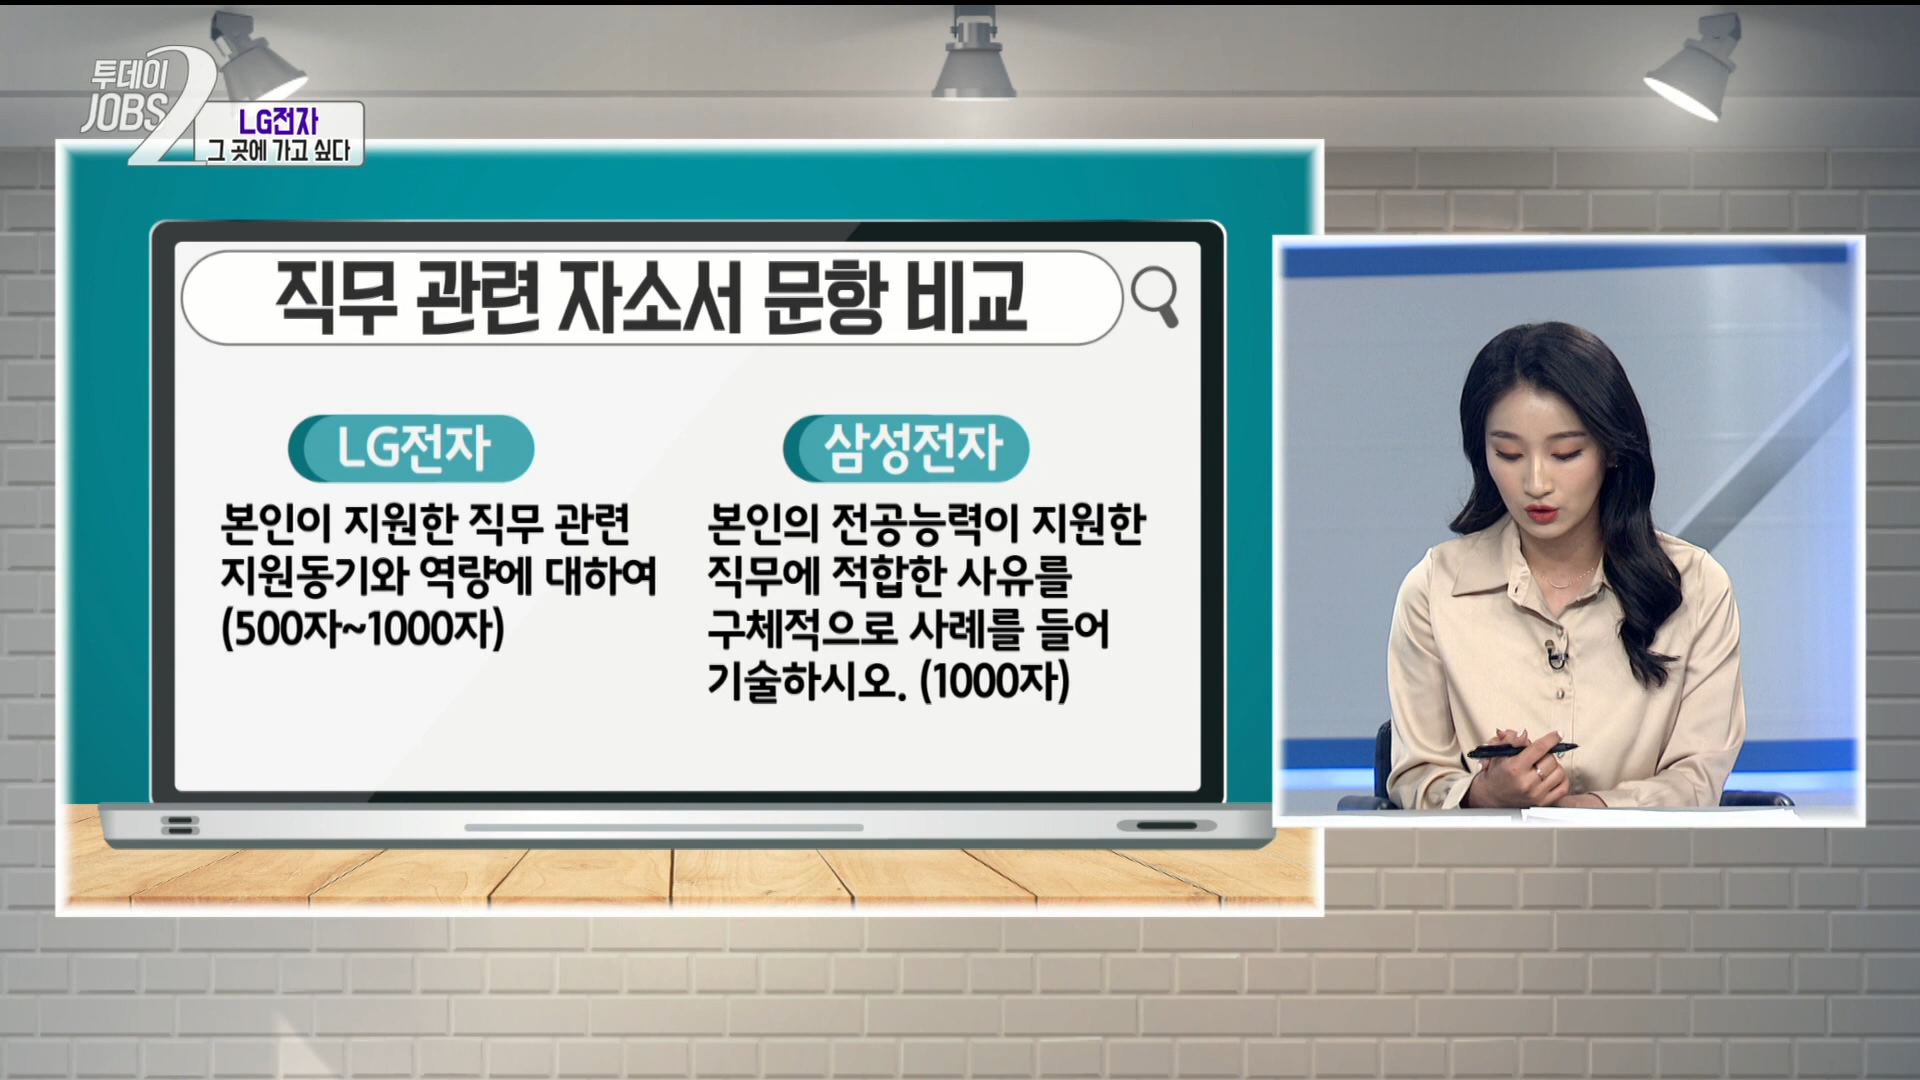 투데이
JOBS 2
LG전자
그 곳에 가고 싶다
직무 관련 자소서 문항 비교
LG전자
본인이 지원한 직무 관련
지원동기와 역량에 대하여
(500자~1000자)
삼성전자
본인의 전공능력이 지원한
직무에 적합한 사유를
구체적으로 사례를 들어
기술하시오. (1000자)